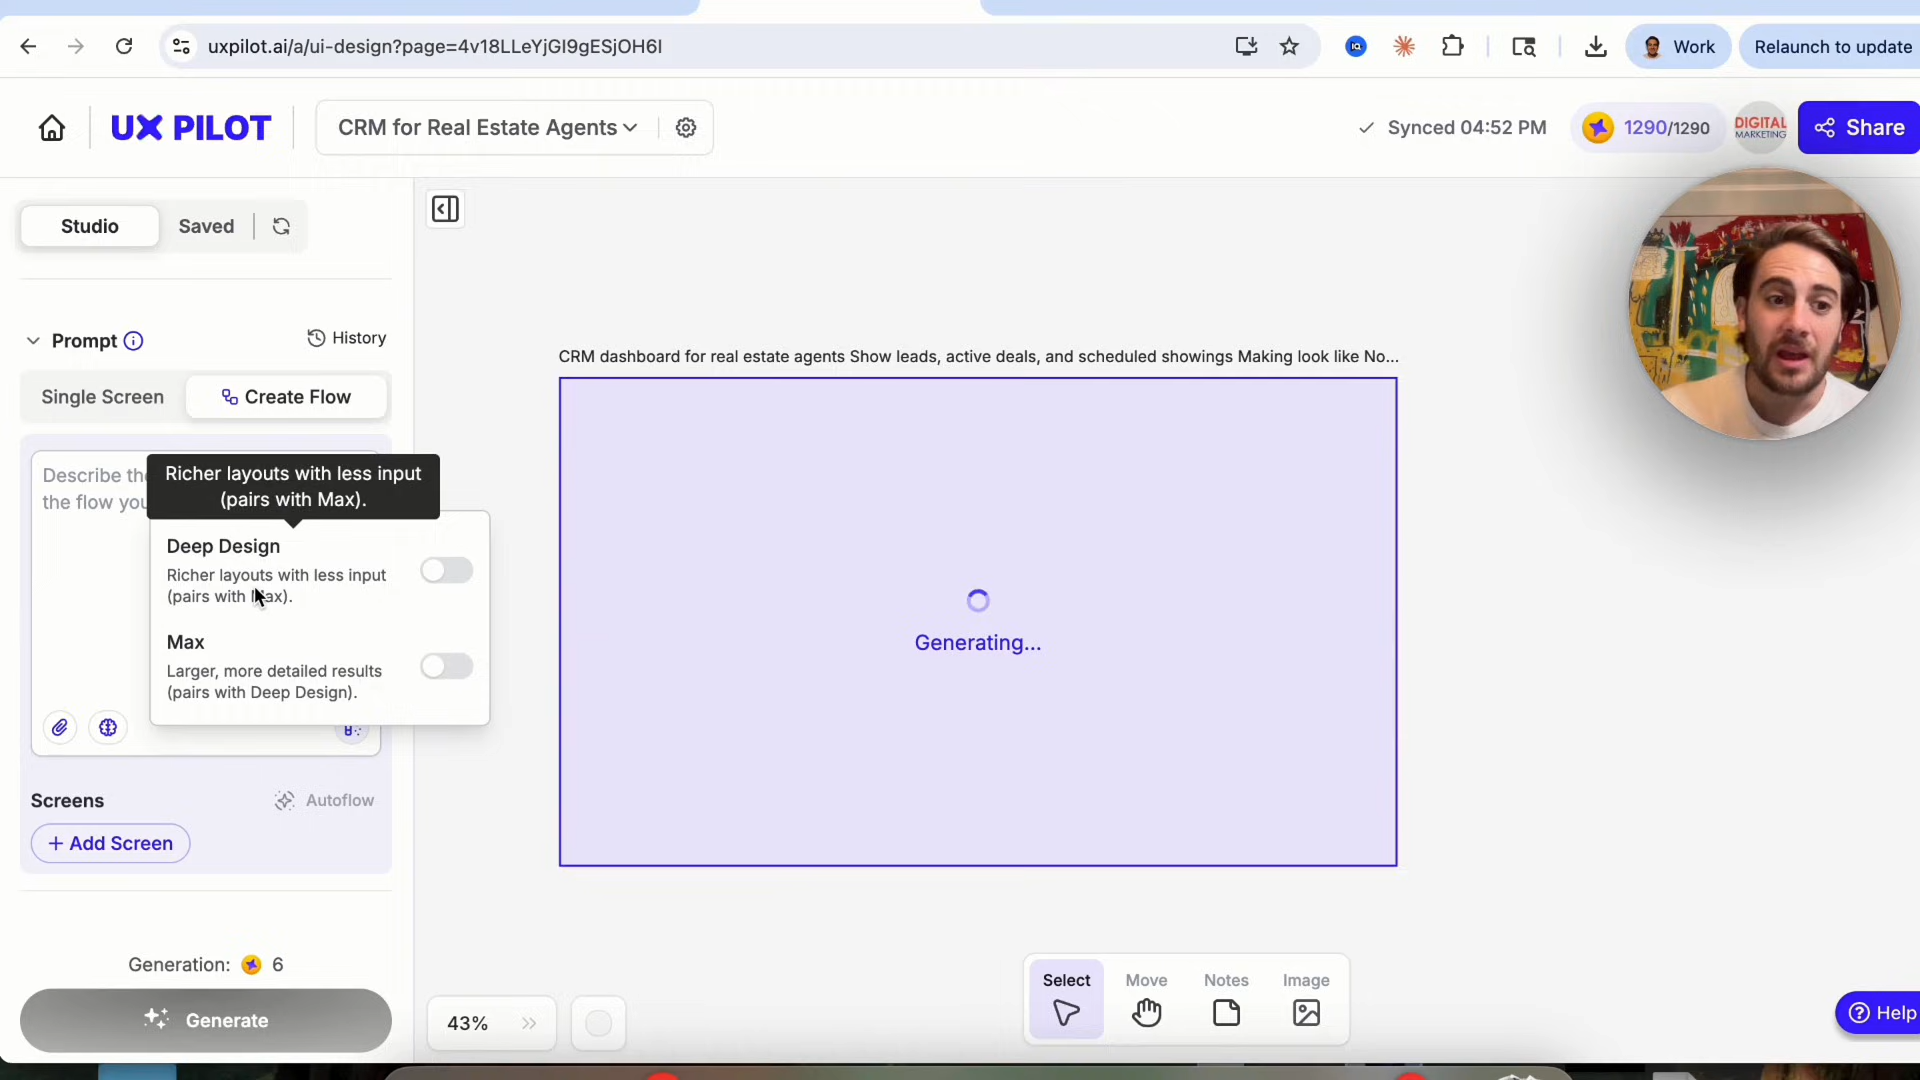 uxpilot.ai/a/ui-design?page=4v18LLeYjGI9gESjOH6I
Work
Relaunch to update
UX PILOT
CRM for Real Estate Agents
Synced 04:52 PM
1290/1290
DIGITAL
MARKETING
Share
Studio
Saved
Prompt
History
Single Screen
Create Flow
Describe the
the flow you
Richer layouts with less input
(pairs with Max).
Deep Design
Richer layouts with less input
(pairs with Max).
Max
Larger, more detailed results
(pairs with Deep Design).
Screens
Autoflow
+ Add Screen
Generation: 6
Generate
CRM dashboard for real estate agents Show leads, active deals, and scheduled showings Making look like No...
Generating...
43%
Select
Move
Notes
Image
Help